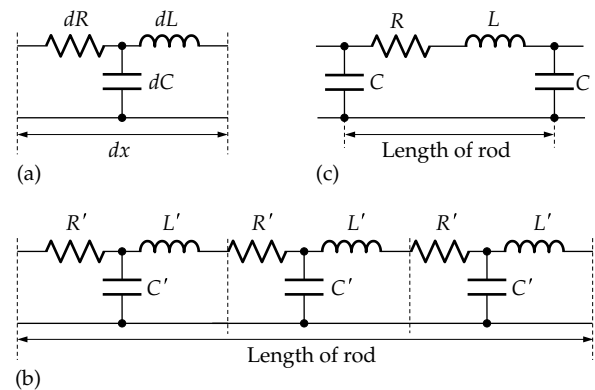 dR dL
dC
dx
(a)
R L
C C
Length of rod
(c)
R′ L′ R′ L′ R′ L′
C′ C′ C′
Length of rod
(b)